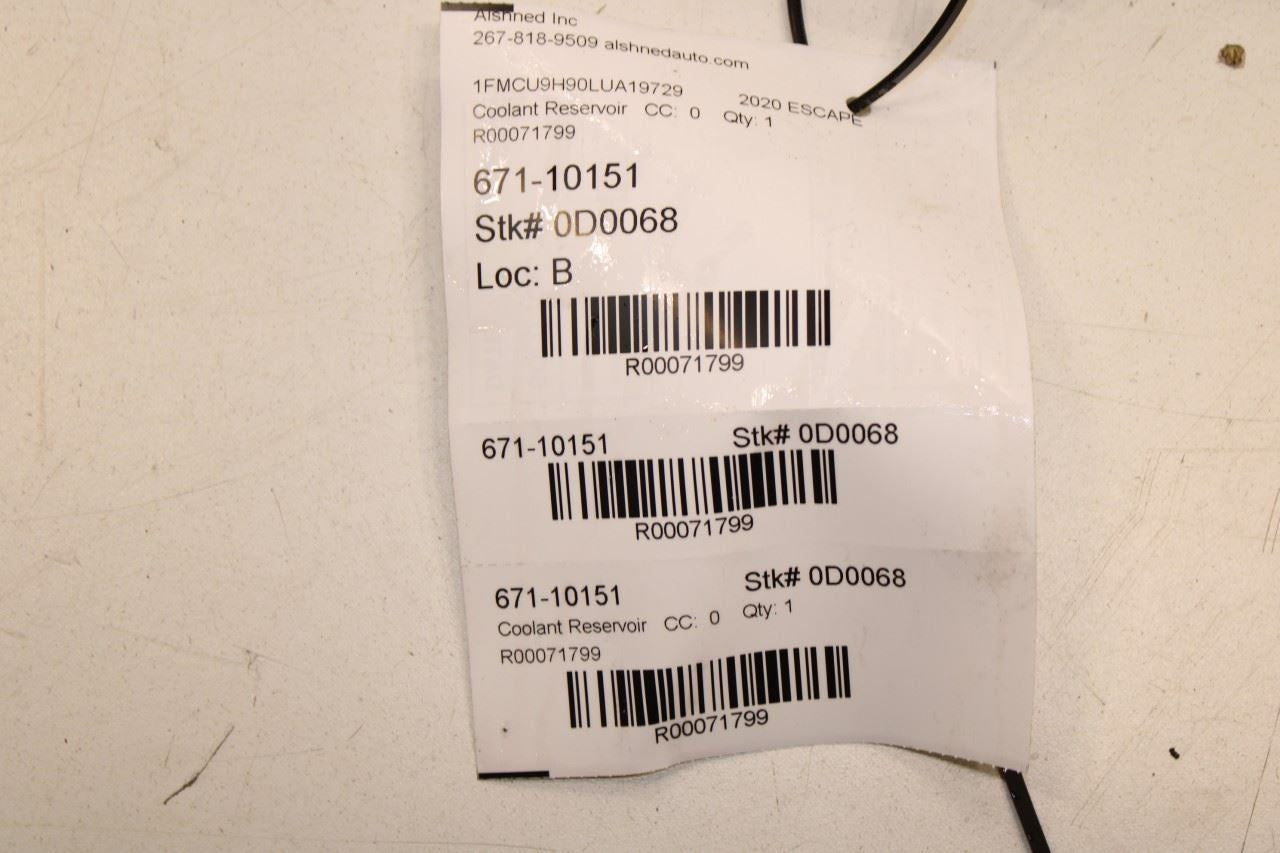 Alshned Inc
267-818-9509 alshnedauto.com
1FMCU9H90LUA19729 2020 ESCAPE
Coolant Reservoir CC: 0 Qty: 1
R00071799
671-10151
Stk# 0D0068
Loc: B
R00071799
671-10151 Stk# 0D0068
R00071799
671-10151 Stk# 0D0068
Coolant Reservoir CC: 0 Qty: 1
R00071799
R00071799